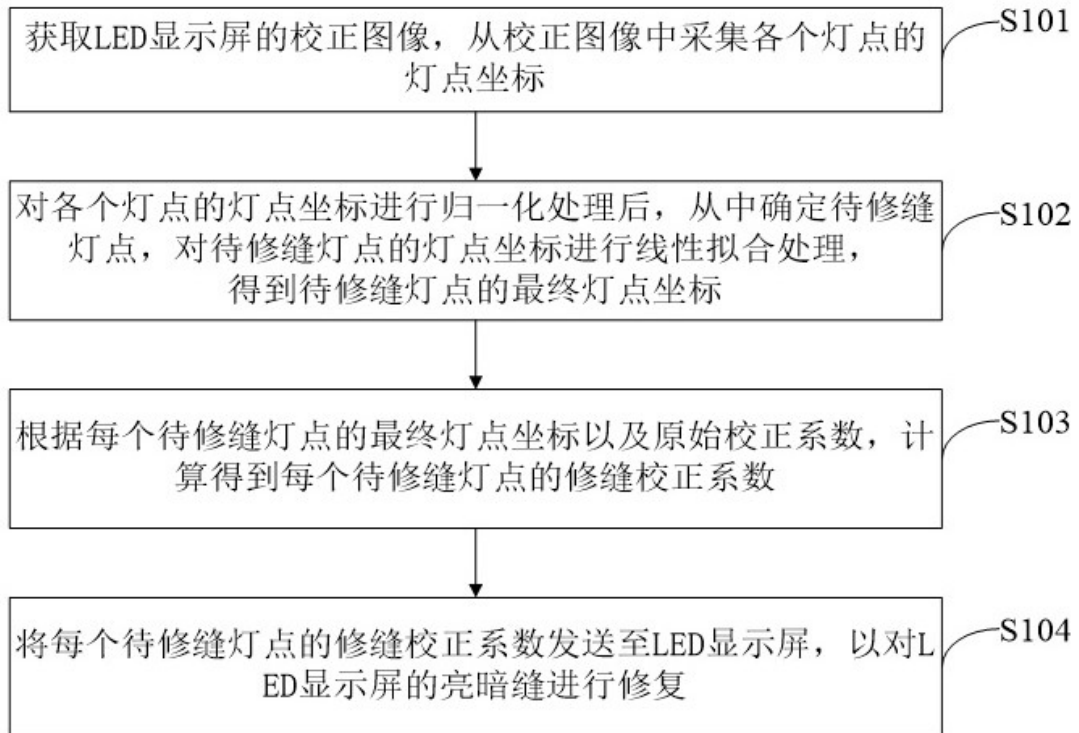 获取LED显示屏的校正图像，从校正图像中采集各个灯点的
灯点坐标
S101
对各个灯点的灯点坐标进行归一化处理后，从中确定待修缝
灯点，对待修缝灯点的灯点坐标进行线性拟合处理，
得到待修缝灯点的最终灯点坐标
S102
根据每个待修缝灯点的最终灯点坐标以及原始校正系数，计
算得到每个待修缝灯点的修缝校正系数
S103
将每个待修缝灯点的修缝校正系数发送至LED显示屏，以对L
ED显示屏的亮暗缝进行修复
S104